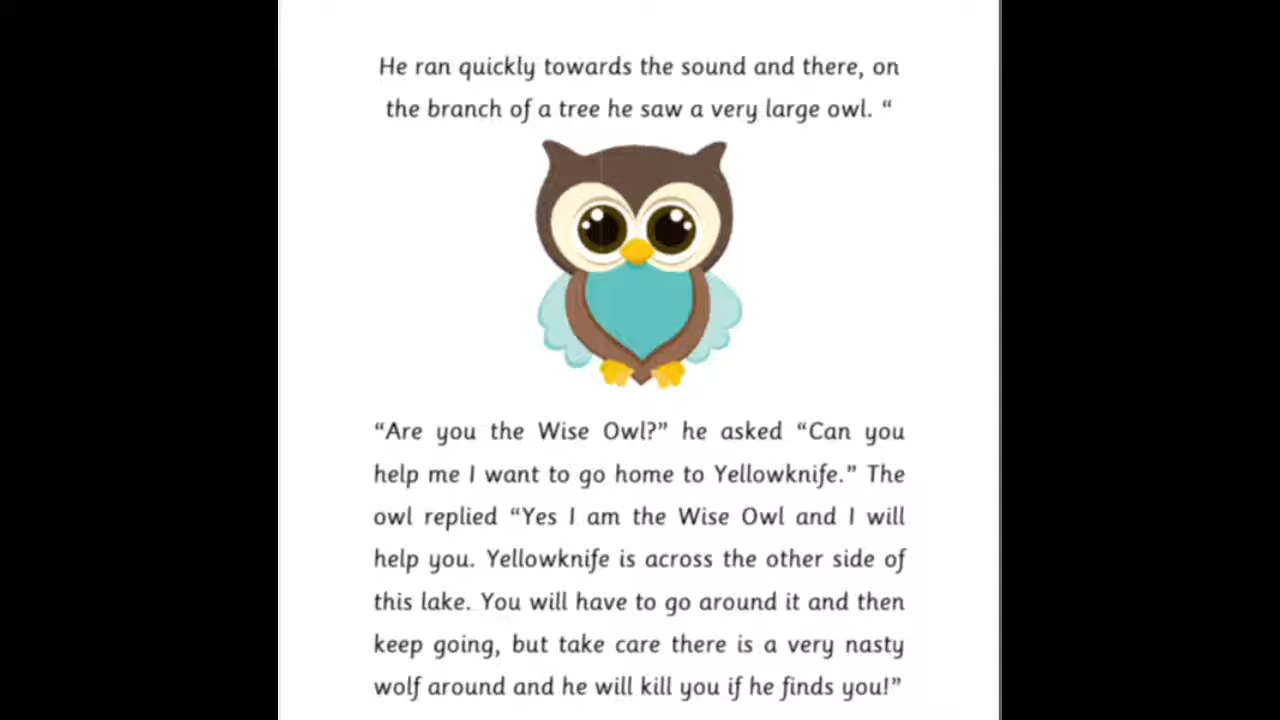 He ran quickly towards the sound and there, on
the branch of a tree he saw a very large owl. “
“Are you the Wise Owl?” he asked “Can you
help me I want to go home to Yellowknife.” The
owl replied “Yes I am the Wise Owl and I will
help you. Yellowknife is across the other side of
this lake. You will have to go around it and then
keep going, but take care there is a very nasty
wolf around and he will kill you if he finds you!”